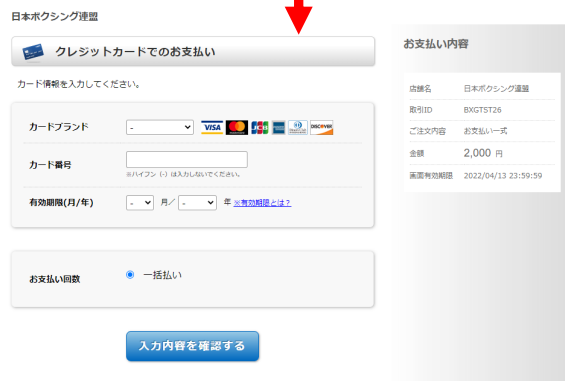 日本ボクシング連盟
クレジットカードでのお支払い
カード情報を入力してください。
カードブランド
-
VISA
JCB
DISCOVER
カード番号
※ハイフン (-) は入力しないでください。
有効期限(月/年)
- 月／ - 年 ※有効期限とは？
お支払い回数
一括払い
入力内容を確認する
お支払い内容
店舗名 日本ボクシング連盟
取引ID BXGTST26
ご注文内容 お支払い一式
金額 2,000 円
画面有効期限 2022/04/13 23:59:59